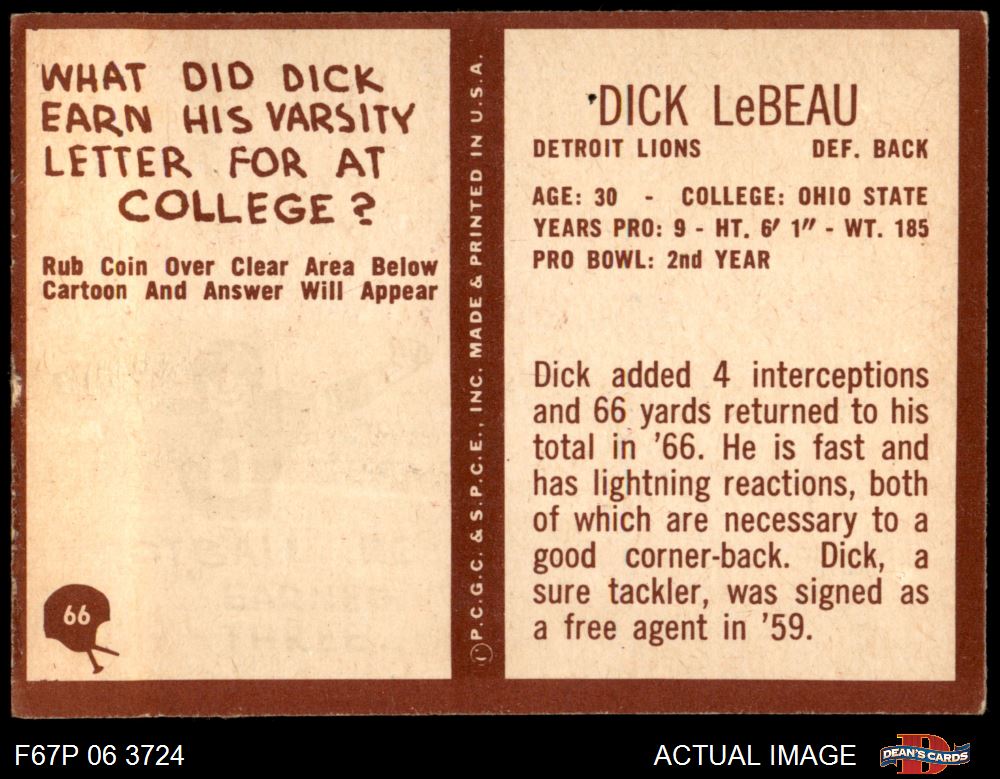 WHAT DID DICK
EARN HIS VARSITY
LETTER FOR AT
COLLEGE?
Rub Coin Over Clear Area Below
Cartoon And Answer Will Appear
66
P.C.G.C. & S.P.C.E., INC. MADE & PRINTED IN U.S.A.
DICK LeBEAU
DETROIT LIONS DEF. BACK
AGE: 30 - COLLEGE: OHIO STATE
YEARS PRO: 9 - HT. 6' 1" - WT. 185
PRO BOWL: 2nd YEAR
Dick added 4 interceptions
and 66 yards returned to his
total in '66. He is fast and
has lightning reactions, both
of which are necessary to a
good corner-back. Dick, a
sure tackler, was signed as
a free agent in '59.
F67P 06 3724
ACTUAL IMAGE
DEAN'S CARDS